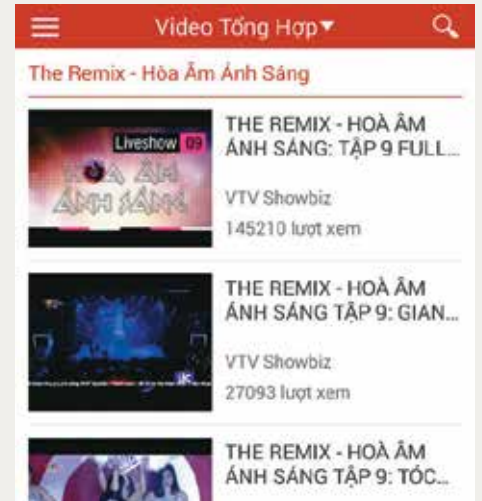 Video Tổng Hợp
The Remix - Hòa Âm Ánh Sáng
Liveshow 09
HOÀ ÂM
ÁNH SÁNG
THE REMIX - HOÀ ÂM
ÁNH SÁNG: TẬP 9 FULL...
VTV Showbiz
145210 lượt xem
THE REMIX - HOÀ ÂM
ÁNH SÁNG TẬP 9: GIAN...
VTV Showbiz
27093 lượt xem
THE REMIX - HOÀ ÂM
ÁNH SÁNG TẬP 9: TÓC...